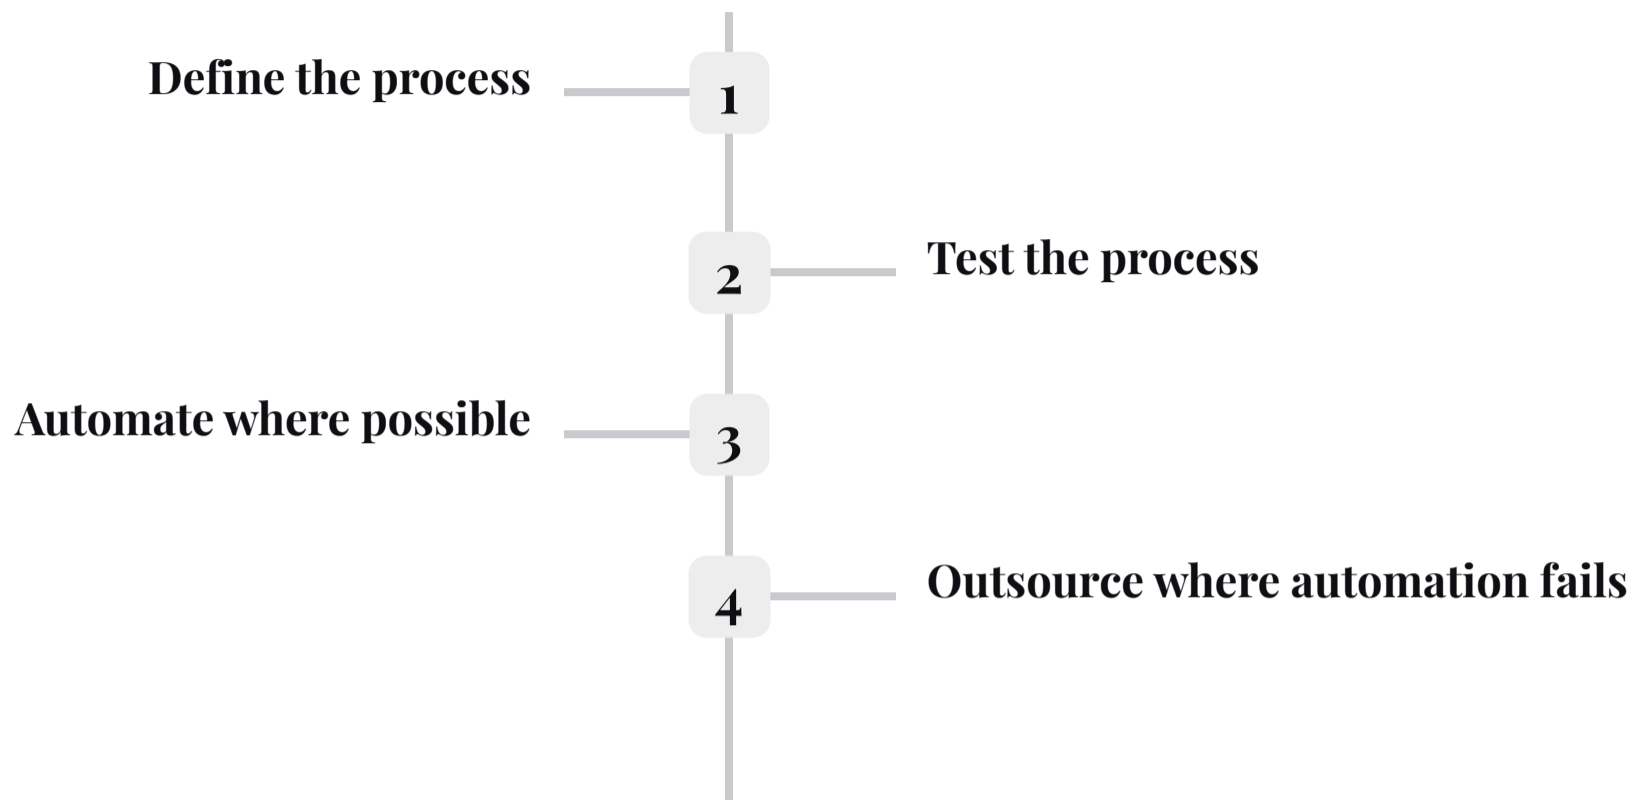 Define the process
1
2
Test the process
Automate where possible
3
4
Outsource where automation fails